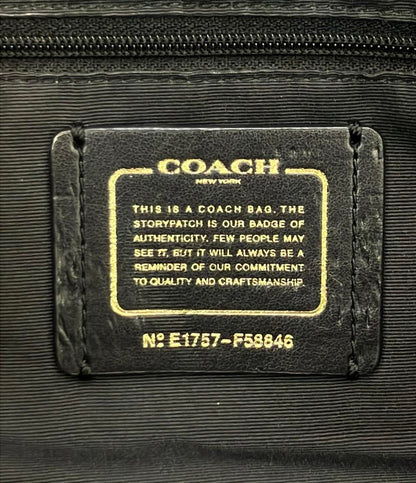 COACH
NEW YORK
THIS IS A COACH BAG. THE
STORYPATCH IS OUR BADGE OF
AUTHENTICITY. FEW PEOPLE MAY
SEE IT, BUT IT WILL ALWAYS BE A
REMINDER OF OUR COMMITMENT
TO QUALITY AND CRAFTSMANSHIP.
Nº E1757-F58846